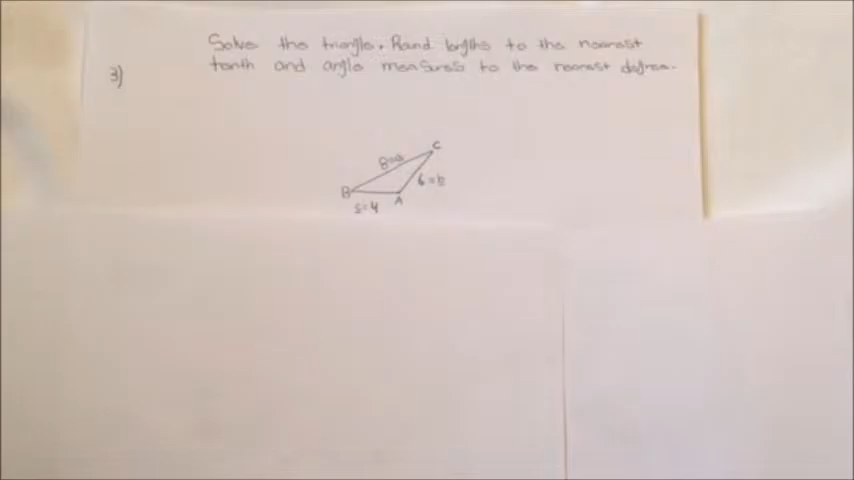 Solve the triangle. Round lengths to the nearest
3)
tenth and angle measures to the nearest degree.
C
8=a
6=b
B
A
c=4